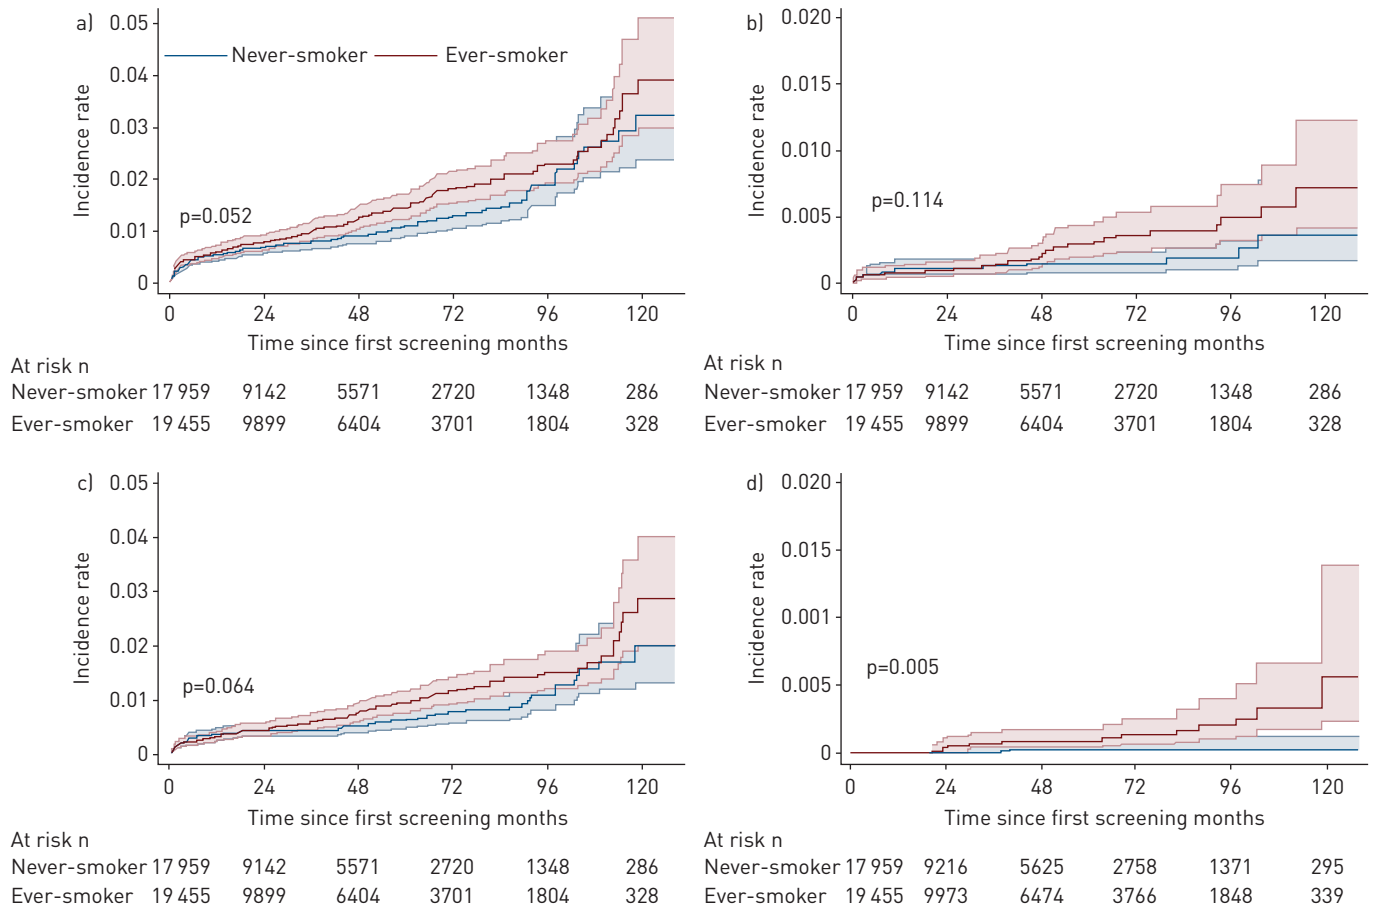 a)
Never-smoker Ever-smoker
0.05
0.04
0.03
0.02
0.01
0
Incidence rate
p=0.052
0 24 48 72 96 120
Time since first screening months
At risk n
Never-smoker 17 959 9142 5571 2720 1348 286
Ever-smoker 19 455 9899 6404 3701 1804 328
b)
0.020
0.015
0.010
0.005
0
Incidence rate
p=0.114
0 24 48 72 96 120
Time since first screening months
At risk n
Never-smoker 17 959 9142 5571 2720 1348 286
Ever-smoker 19 455 9899 6404 3701 1804 328
c)
0.05
0.04
0.03
0.02
0.01
0
Incidence rate
p=0.064
0 24 48 72 96 120
Time since first screening months
At risk n
Never-smoker 17 959 9142 5571 2720 1348 286
Ever-smoker 19 455 9899 6404 3701 1804 328
d)
0.020
0.015
0.001
0.005
0
Incidence rate
p=0.005
0 24 48 72 96 120
Time since first screening months
At risk n
Never-smoker 17 959 9216 5625 2758 1371 295
Ever-smoker 19 455 9973 6474 3766 1848 339